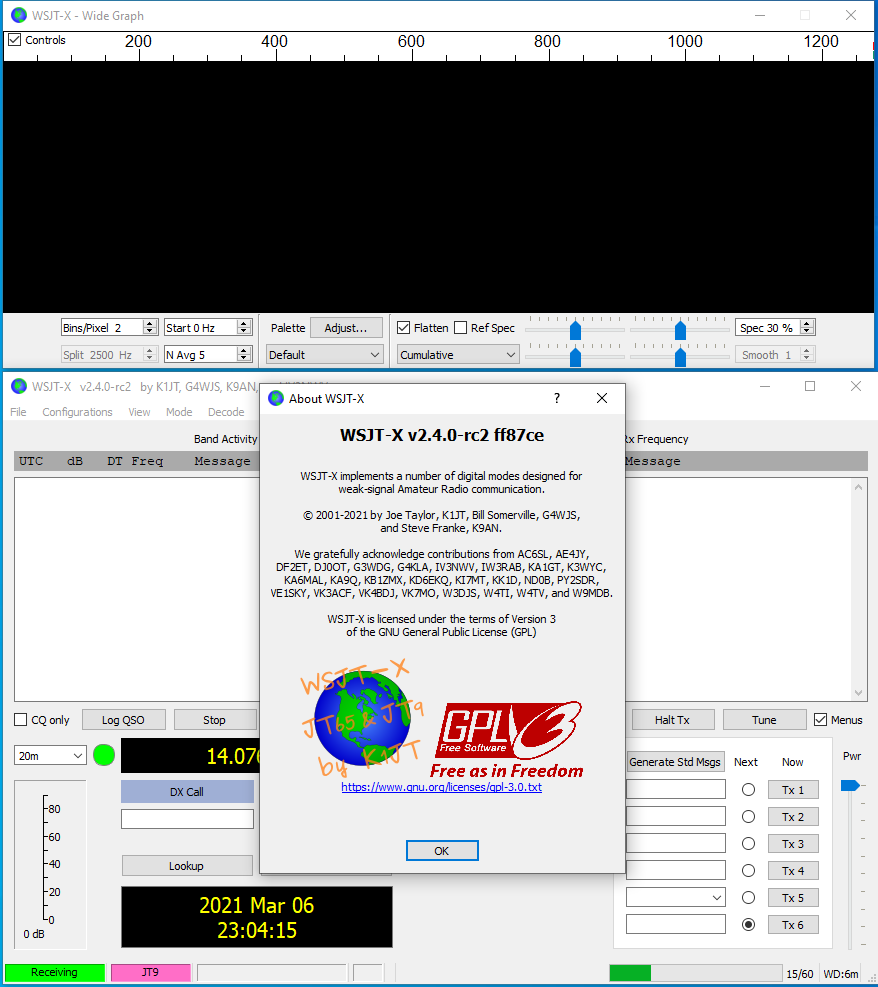 WSJT-X - Wide Graph
Controls 200 400 600 800 1000 1200
Bins/Pixel 2 Start 0 Hz Palette Adjust... Flatten Ref Spec Spec 30 %
Split 2500 Hz N Avg 5 Default Cumulative Smooth 1
WSJT-X v2.4.0-rc2 by K1JT, G4WJS, K9AN,
File Configurations View Mode Decode
About WSJT-X ?
Band Activity Rx Frequency
UTC dB DT Freq Message Message
WSJT-X v2.4.0-rc2 ff87ce
WSJT-X implements a number of digital modes designed for
weak-signal Amateur Radio communication.
© 2001-2021 by Joe Taylor, K1JT, Bill Somerville, G4WJS,
and Steve Franke, K9AN.
We gratefully acknowledge contributions from AC6SL, AE4JY,
DF2ET, DJ0OT, G3WDG, G4KLA, IV3NWV, IW3RAB, KA1GT, K3WYC,
KA6MAL, KA9Q, KB1ZMX, KD6EKQ, KI7MT, KK1D, ND0B, PY2SDR,
VE1SKY, VK3ACF, VK4BDJ, VK7MO, W3DJS, W4TI, W4TV, and W9MDB.
WSJT-X is licensed under the terms of Version 3
of the GNU General Public License (GPL)
WSJT-X
JT65 & JT9
by K1JT
GPLv3
Free Software
Free as in Freedom
https://www.gnu.org/licenses/gpl-3.0.txt
OK
CQ only Log QSO Stop Halt Tx Tune Menus
20m 14.076 Generate Std Msgs Next Now Pwr
DX Call Tx 1
Tx 2
80
60 Tx 3
40 Lookup Tx 4
20 2021 Mar 06 Tx 5
0 23:04:15 Tx 6
0 dB
Receiving JT9 15/60 WD:6m